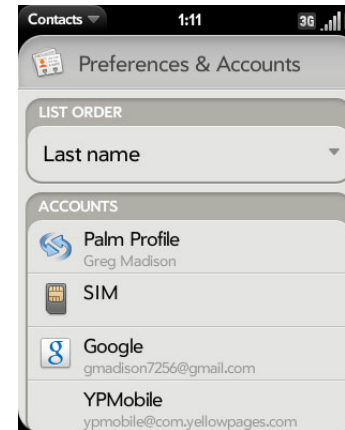 Contacts 1:11 3G
Preferences & Accounts
LIST ORDER
Last name
ACCOUNTS
Palm Profile
Greg Madison
SIM
8 Google
gmadison7256@gmail.com
YPMobile
ypmobile@com.yellowpages.com